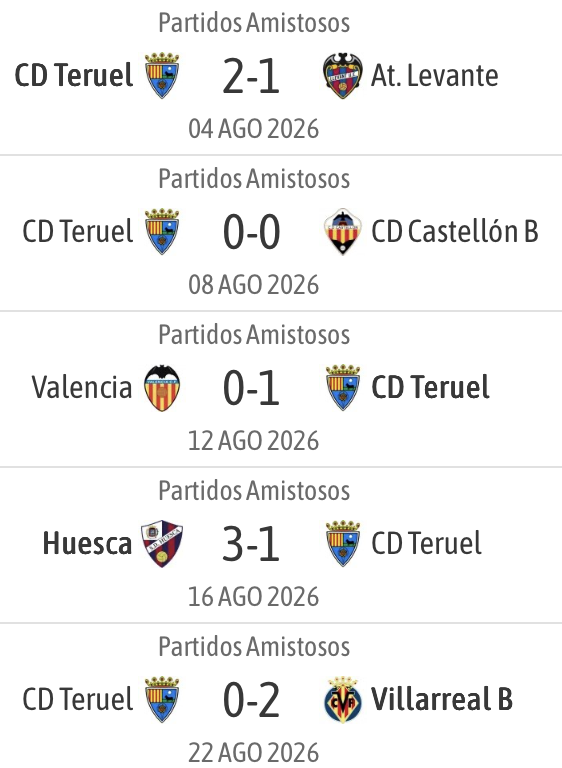 Partidos Amistosos
CD Teruel 2-1 At. Levante
04 AGO 2026
Partidos Amistosos
CD Teruel 0-0 CD Castellón B
08 AGO 2026
Partidos Amistosos
Valencia 0-1 CD Teruel
12 AGO 2026
Partidos Amistosos
Huesca 3-1 CD Teruel
16 AGO 2026
Partidos Amistosos
CD Teruel 0-2 Villarreal B
22 AGO 2026